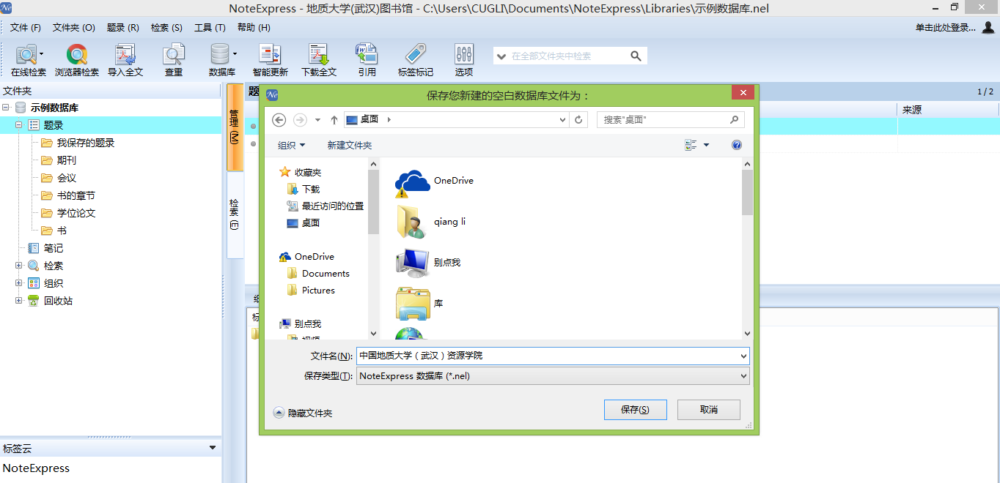 NoteExpress - 地质大学(武汉)图书馆 - C:\Users\CUGLI\Documents\NoteExpress\Libraries\示例数据库.nel
文件 (F) 文件夹 (O) 题录 (R) 检索 (S) 工具 (T) 帮助 (H) 单击此处登录...
在线检索 浏览器检索 导入全文 查重 数据库 智能更新 下载全文 引用 标签标记 选项 在全部文件夹中检索
文件夹
示例数据库
题录
我保存的题录
期刊
会议
书的章节
学位论文
书
笔记
检索
组织
回收站
标签云
NoteExpress
管理 (M)
检索 (E)
题
1 / 2
来源
保存您新建的空白数据库文件为：
桌面 搜索"桌面"
组织 新建文件夹
收藏夹
下载
最近访问的位置
桌面
OneDrive
Documents
Pictures
别点我
视频
OneDrive
qiang li
别点我
库
文件名(N): 中国地质大学（武汉）资源学院
保存类型(T): NoteExpress 数据库 (*.nel)
隐藏文件夹 保存(S) 取消